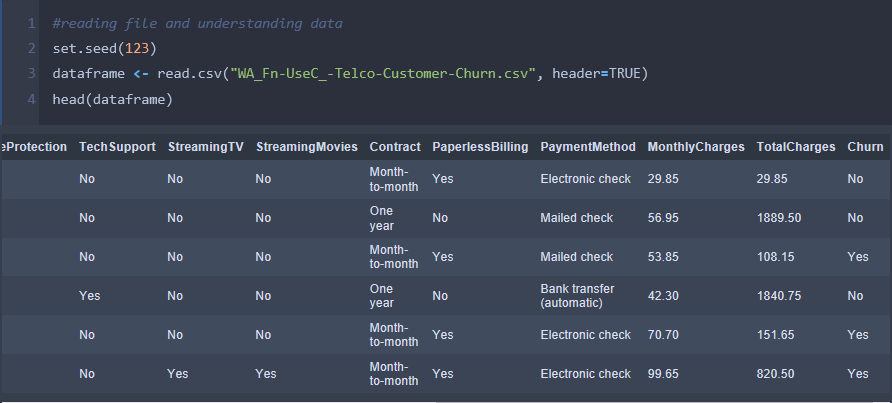 1 #reading file and understanding data
2 set.seed(123)
3 dataframe <- read.csv("WA_Fn-UseC_-Telco-Customer-Churn.csv", header=TRUE)
4 head(dataframe)
eProtection TechSupport StreamingTV StreamingMovies Contract PaperlessBilling PaymentMethod MonthlyCharges TotalCharges Churn
No No No Month-to-month Yes Electronic check 29.85 29.85 No
No No No One year No Mailed check 56.95 1889.50 No
No No No Month-to-month Yes Mailed check 53.85 108.15 Yes
Yes No No One year No Bank transfer (automatic) 42.30 1840.75 No
No No No Month-to-month Yes Electronic check 70.70 151.65 Yes
No Yes Yes Month-to-month Yes Electronic check 99.65 820.50 Yes